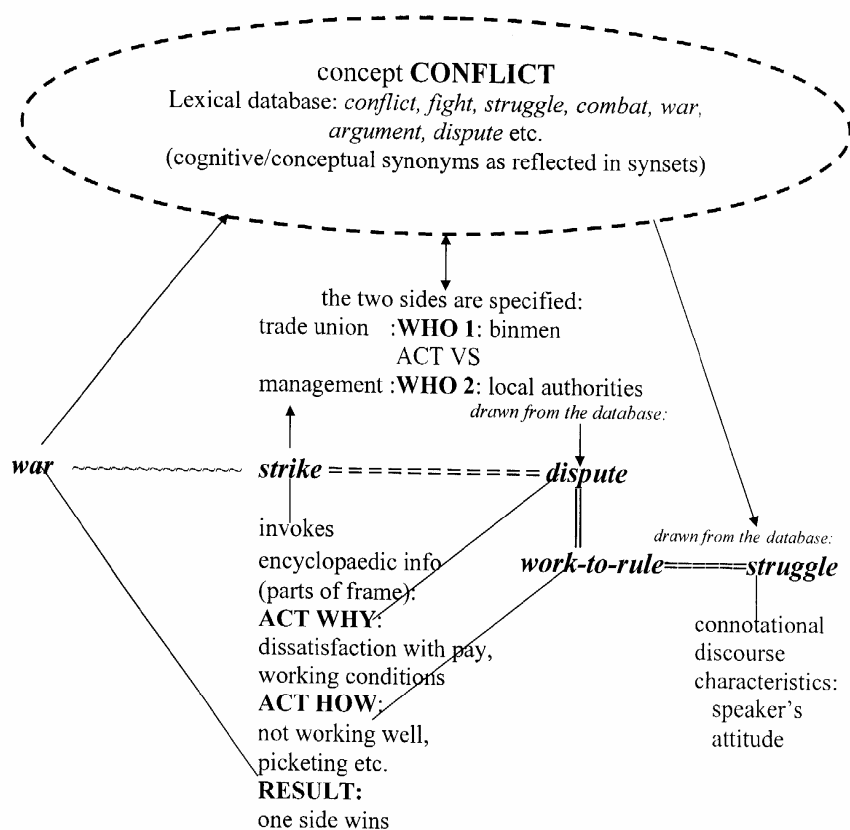 concept CONFLICT
Lexical database: conflict, fight, struggle, combat, war,
argument, dispute etc.
(cognitive/conceptual synonyms as reflected in synsets)
the two sides are specified:
trade union :WHO 1: binmen
ACT VS
management :WHO 2: local authorities
drawn from the database:
war
strike = = = = = = = = = = = dispute
invokes
encyclopaedic info
(parts of frame):
ACT WHY:
dissatisfaction with pay,
working conditions
ACT HOW:
not working well,
picketing etc.
RESULT:
one side wins
drawn from the database:
work-to-rule======struggle
connotational
discourse
characteristics:
speaker's
attitude